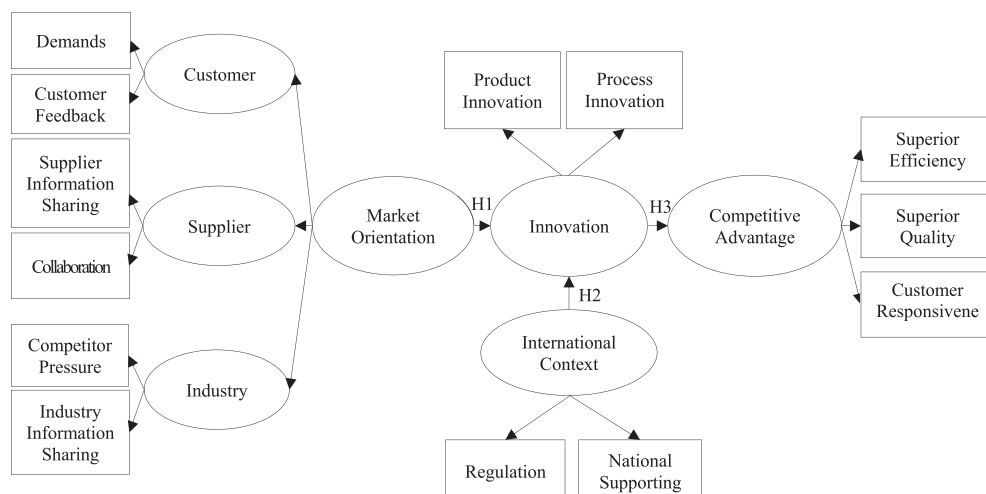 Demands
Customer
Feedback
Customer
Supplier
Information
Sharing
Collaboration
Supplier
Competitor
Pressure
Industry
Information
Sharing
Industry
Market
Orientation
H1
Product
Innovation
Process
Innovation
Innovation
H3
H2
International
Context
Regulation
National
Supporting
Competitive
Advantage
Superior
Efficiency
Superior
Quality
Customer
Responsivene